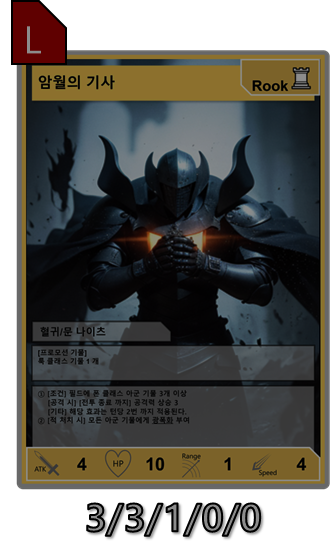 L
암월의 기사
Rook
혈귀/문 나이츠
[프로모션 기물]
룩 클래스 기물 1 개
① [조건] 필드에 폰 클래스 아군 기물 3개 이상
[공격 시] [전투 종료 까지] 공격력 상승 3
[기타] 해당 효과는 턴당 2번 까지 적용된다.
② [적 처치 시] 모든 아군 기물에게 광폭화 부여
ATK 4 HP 10 Range 1 Speed 4
3/3/1/0/0